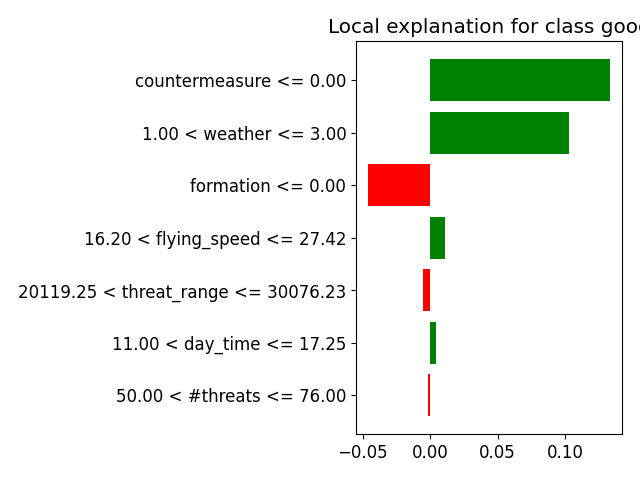 Local explanation for class good
countermeasure <= 0.00
1.00 < weather <= 3.00
formation <= 0.00
16.20 < flying_speed <= 27.42
20119.25 < threat_range <= 30076.23
11.00 < day_time <= 17.25
50.00 < #threats <= 76.00
−0.05 0.00 0.05 0.10